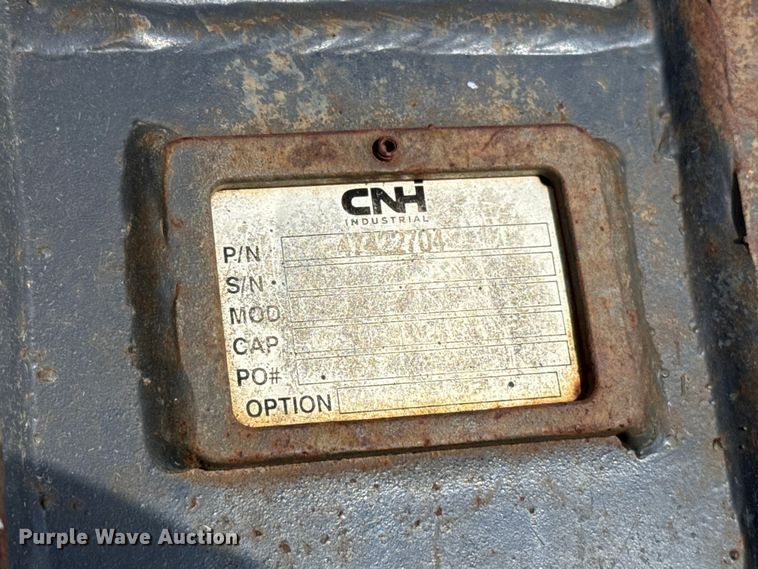 CNH
INDUSTRIAL
P/N
S/N
MOD
CAP
PO#
OPTION
Purple Wave Auction